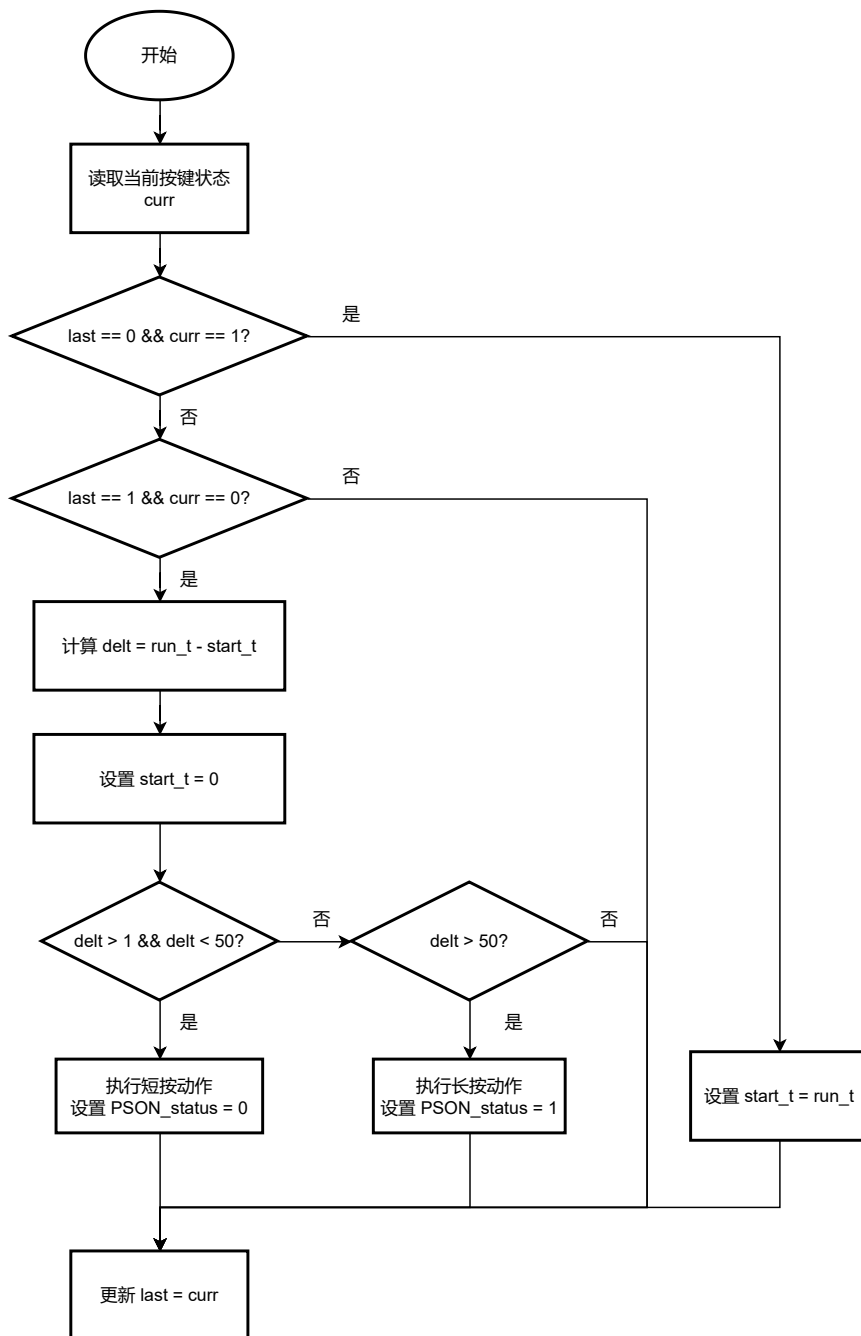 开始
读取当前按键状态
curr
last == 0 && curr == 1?
是
否
last == 1 && curr == 0?
否
是
计算 delt = run_t - start_t
设置 start_t = 0
delt > 1 && delt < 50?
否
delt > 50?
否
是
是
执行短按动作
设置 PSON_status = 0
执行长按动作
设置 PSON_status = 1
设置 start_t = run_t
更新 last = curr